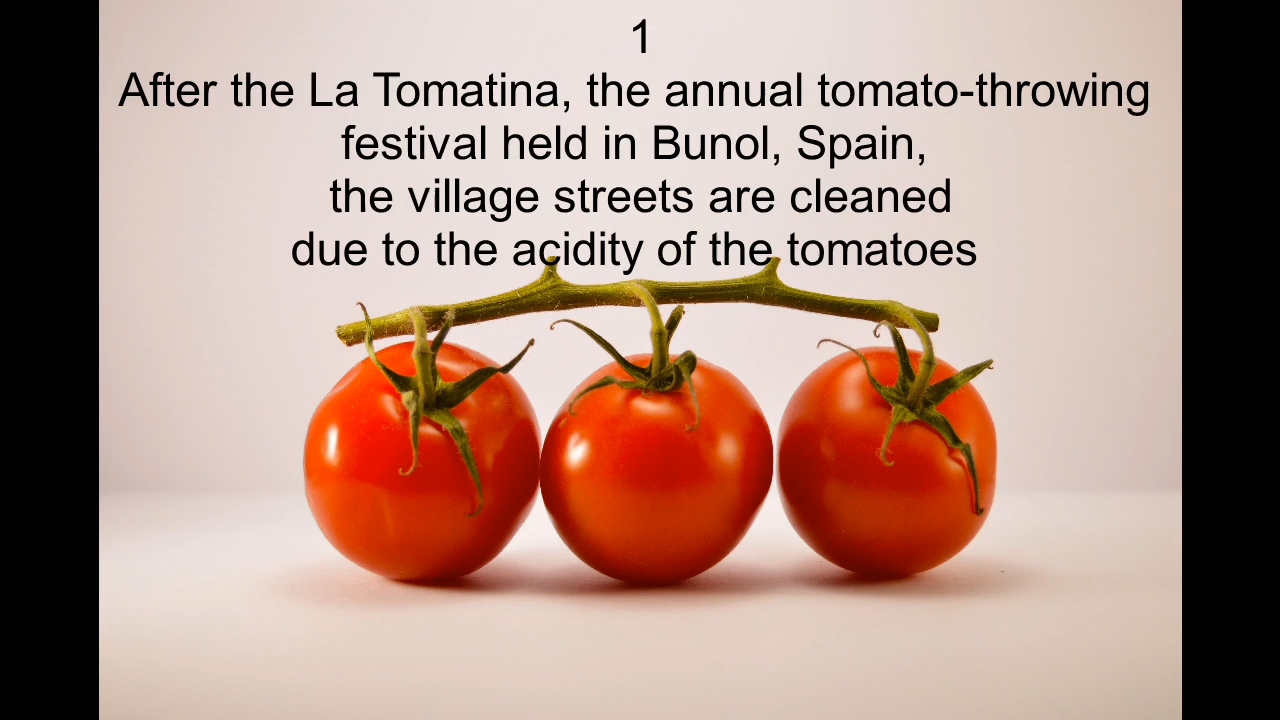 1
After the La Tomatina, the annual tomato-throwing
festival held in Bunol, Spain,
the village streets are cleaned
due to the acidity of the tomatoes